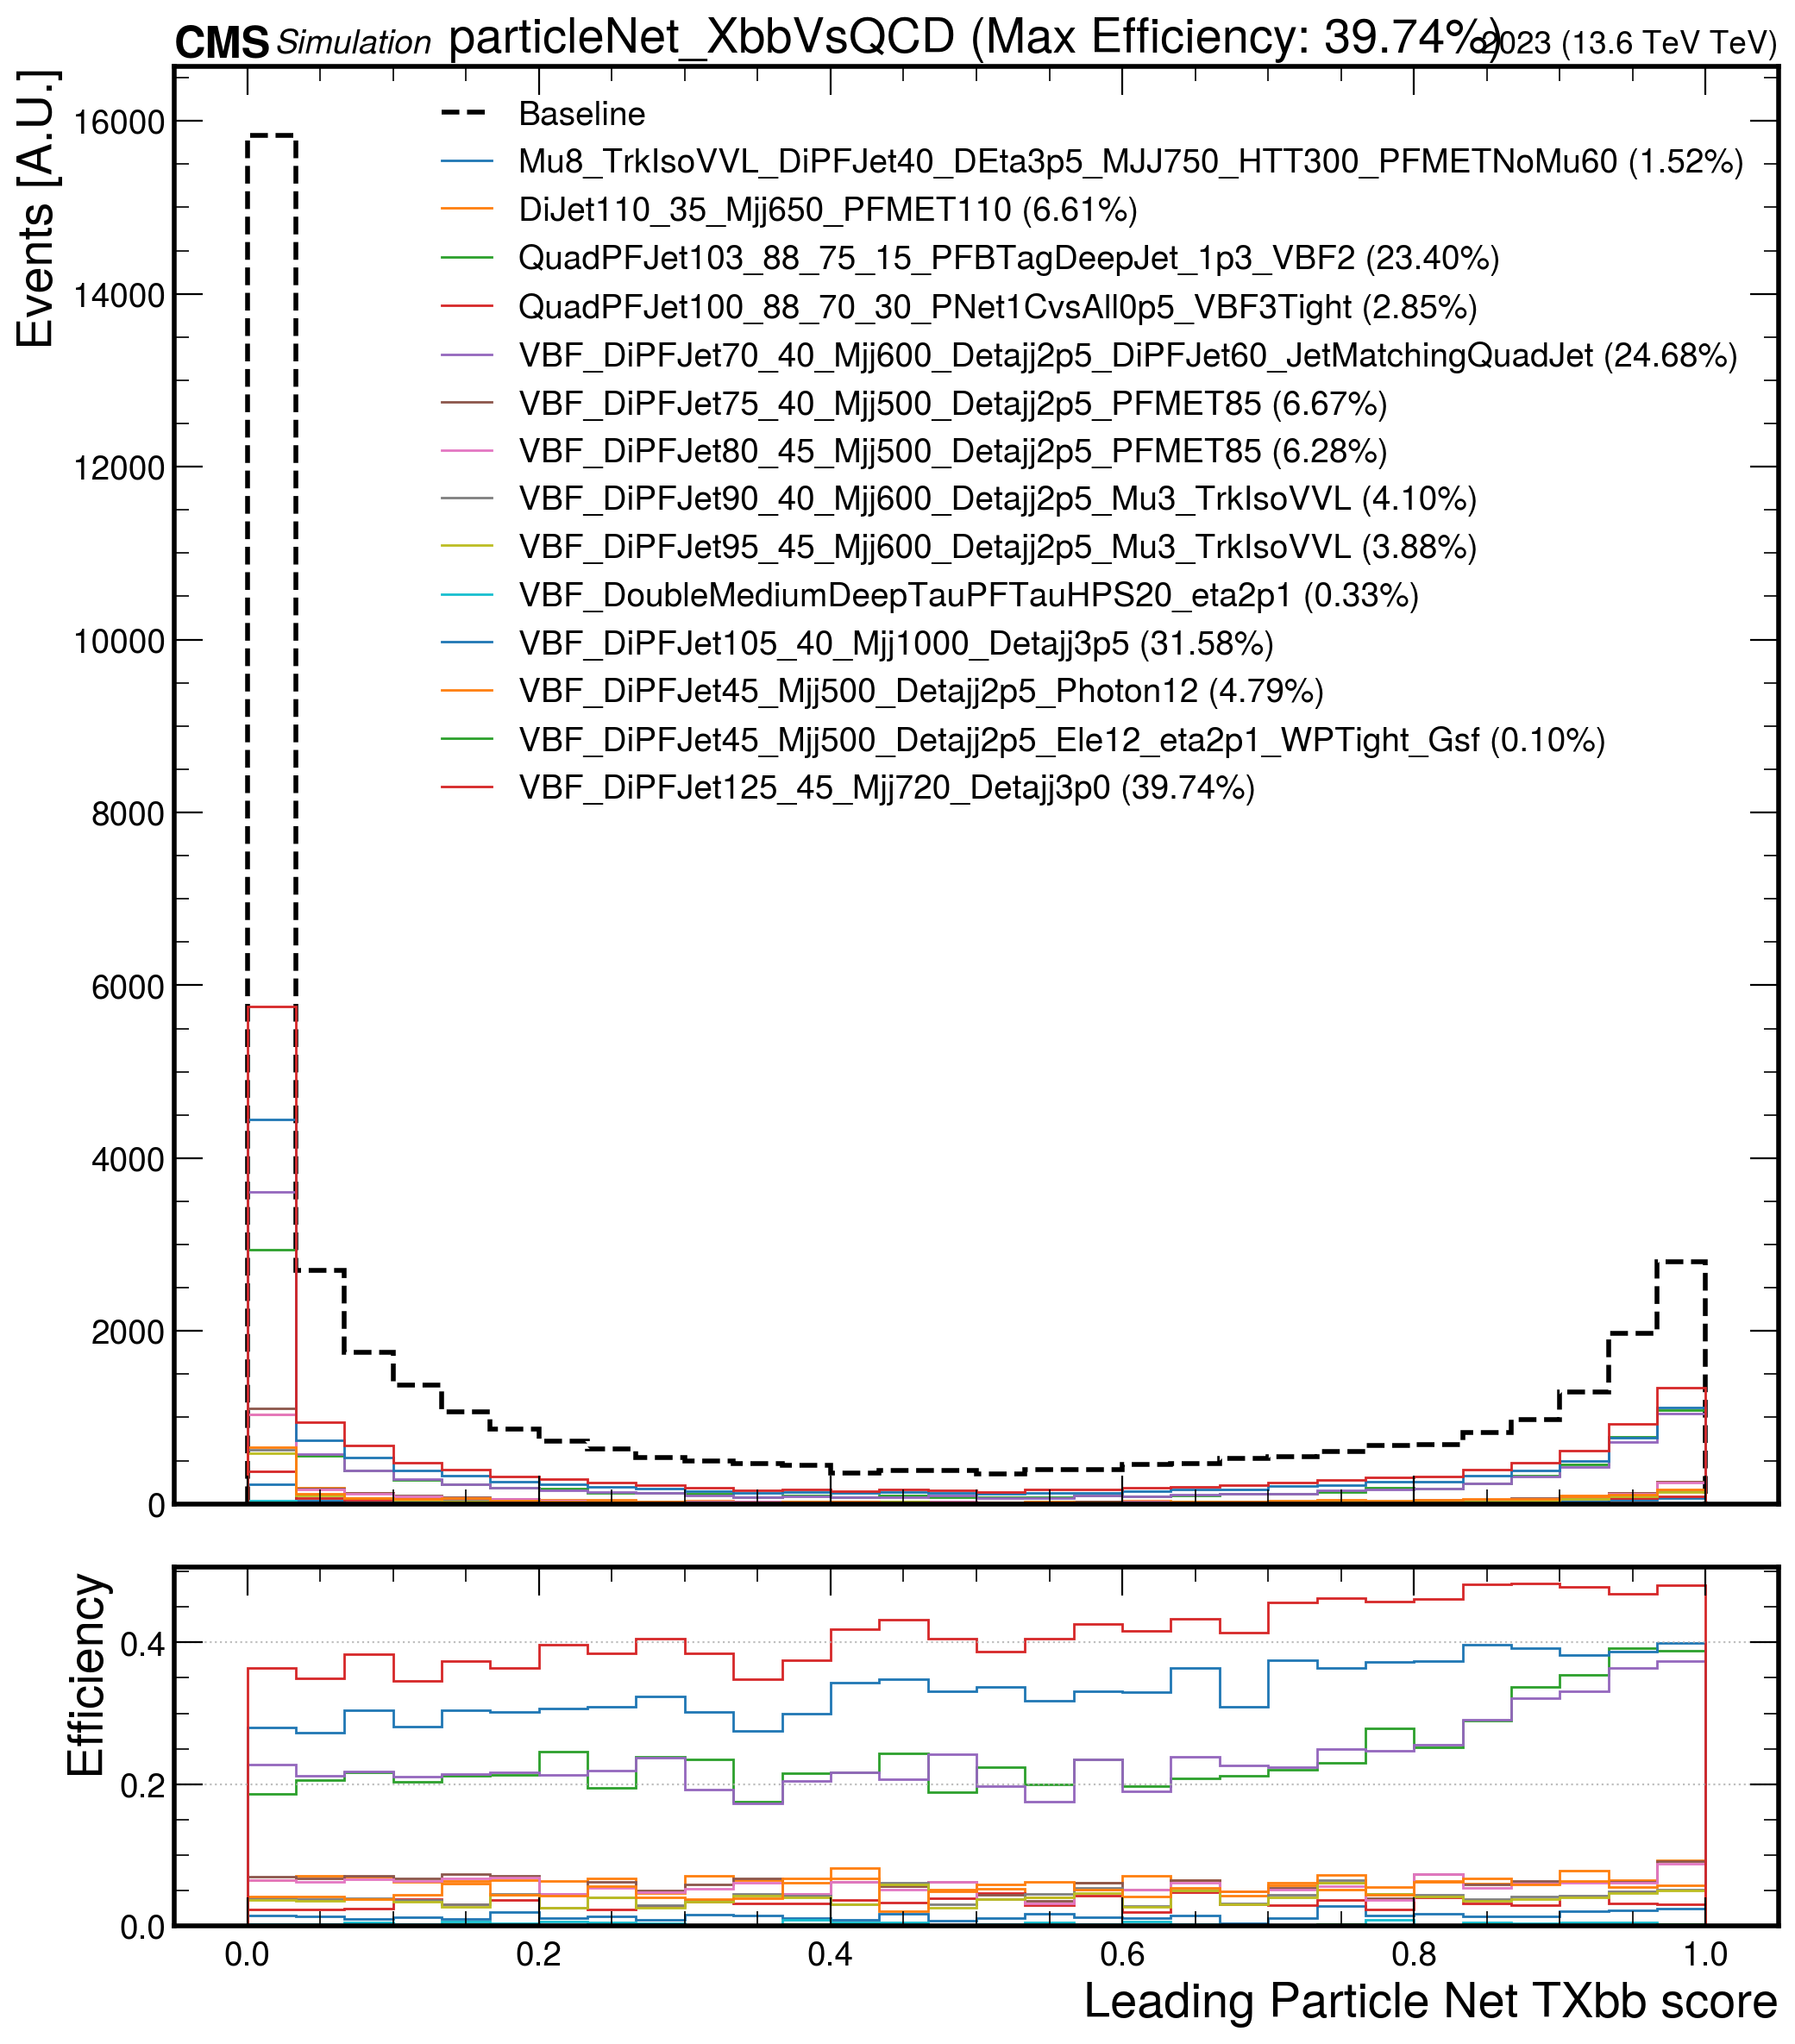 CMS Simulation particleNet_XbbVsQCD (Max Efficiency: 39.74%) 2023 (13.6 TeV TeV)
Events [A.U.]
16000
14000
12000
10000
8000
6000
4000
2000
0
Baseline
Mu8_TrkIsoVVL_DiPFJet40_DEta3p5_MJJ750_HTT300_PFMETNoMu60 (1.52%)
DiJet110_35_Mjj650_PFMET110 (6.61%)
QuadPFJet103_88_75_15_PFBTagDeepJet_1p3_VBF2 (23.40%)
QuadPFJet100_88_70_30_PNet1CvsAll0p5_VBF3Tight (2.85%)
VBF_DiPFJet70_40_Mjj600_Detajj2p5_DiPFJet60_JetMatchingQuadJet (24.68%)
VBF_DiPFJet75_40_Mjj500_Detajj2p5_PFMET85 (6.67%)
VBF_DiPFJet80_45_Mjj500_Detajj2p5_PFMET85 (6.28%)
VBF_DiPFJet90_40_Mjj600_Detajj2p5_Mu3_TrkIsoVVL (4.10%)
VBF_DiPFJet95_45_Mjj600_Detajj2p5_Mu3_TrkIsoVVL (3.88%)
VBF_DoubleMediumDeepTauPFTauHPS20_eta2p1 (0.33%)
VBF_DiPFJet105_40_Mjj1000_Detajj3p5 (31.58%)
VBF_DiPFJet45_Mjj500_Detajj2p5_Photon12 (4.79%)
VBF_DiPFJet45_Mjj500_Detajj2p5_Ele12_eta2p1_WPTight_Gsf (0.10%)
VBF_DiPFJet125_45_Mjj720_Detajj3p0 (39.74%)
Efficiency
0.4
0.2
0.0
0.0 0.2 0.4 0.6 0.8 1.0
Leading Particle Net TXbb score